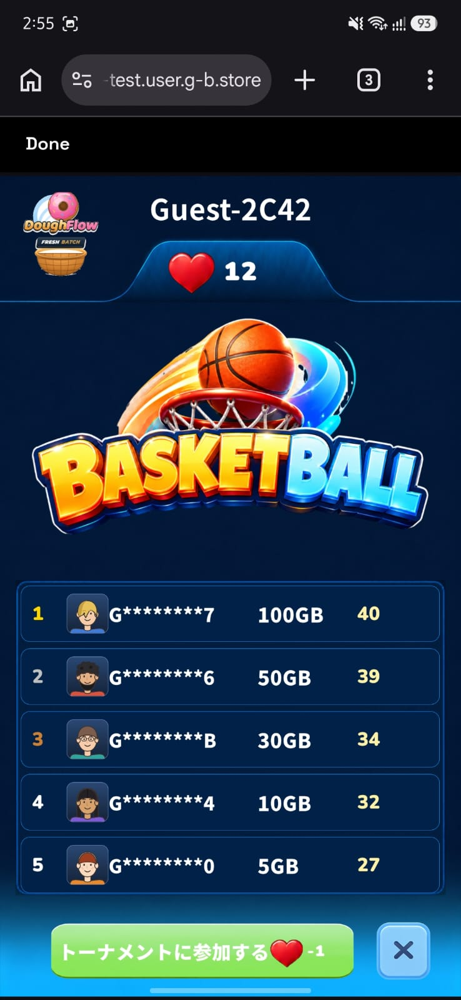 2:55
93
-test.user.g-b.store
3
Done
DoughFlow
FRESH BATCH
Guest-2C42
12
BASKETBALL
1 G********7 100GB 40
2 G********6 50GB 39
3 G********B 30GB 34
4 G********4 10GB 32
5 G********0 5GB 27
トーナメントに参加する -1